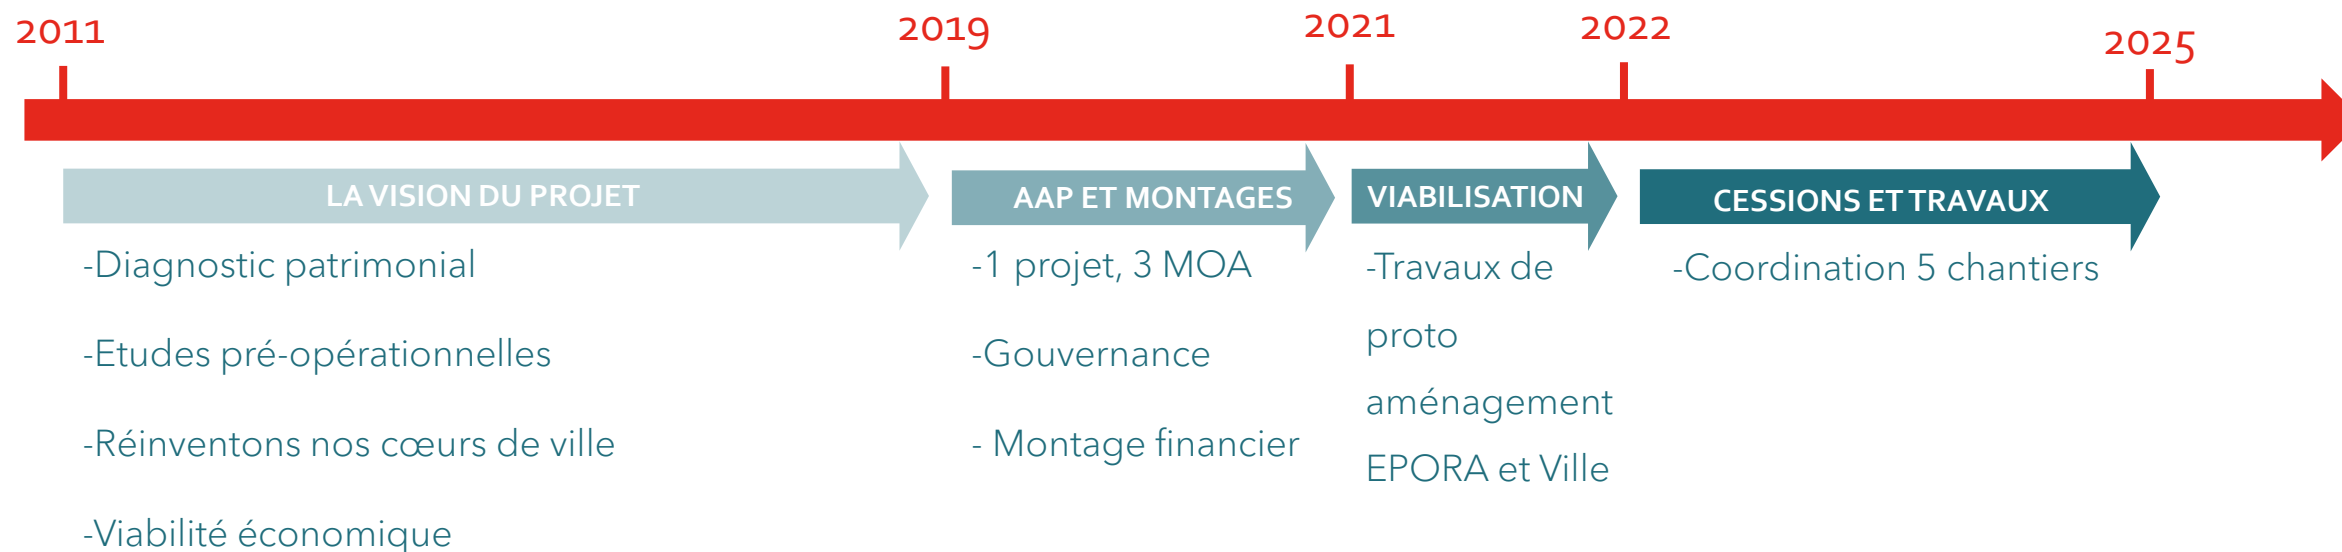 2011
2019
2021
2022
2025
LA VISION DU PROJET
-Diagnostic patrimonial
-Etudes pré-opérationnelles
-Réinventons nos cœurs de ville
-Viabilité économique
AAP ET MONTAGES
-1 projet, 3 MOA
-Gouvernance
- Montage financier
VIABILISATION
-Travaux de
proto
aménagement
EPORA et Ville
CESSIONS ET TRAVAUX
-Coordination 5 chantiers